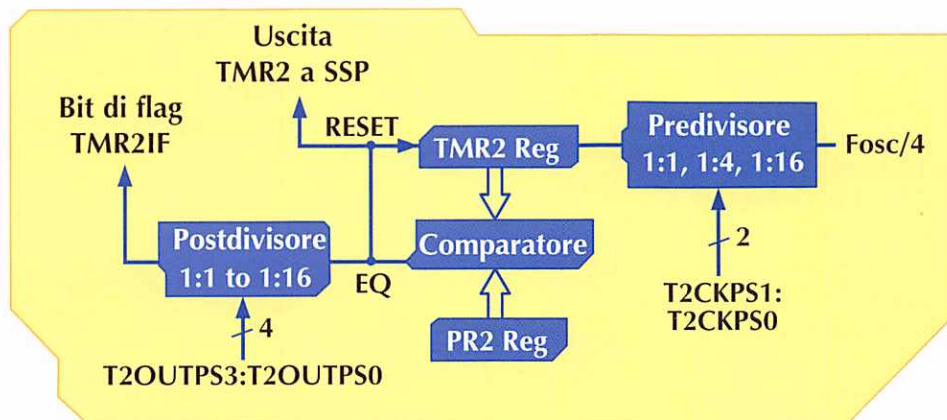 Uscita
TMR2 a SSP
Bit di flag
TMR2IF
RESET
TMR2 Reg
Predivisore
1:1, 1:4, 1:16
Fosc/4
Postdivisore
1:1 to 1:16
EQ
Comparatore
2
4
PR2 Reg
T2CKPS1:
T2CKPS0
T2OUTPS3:T2OUTPS0